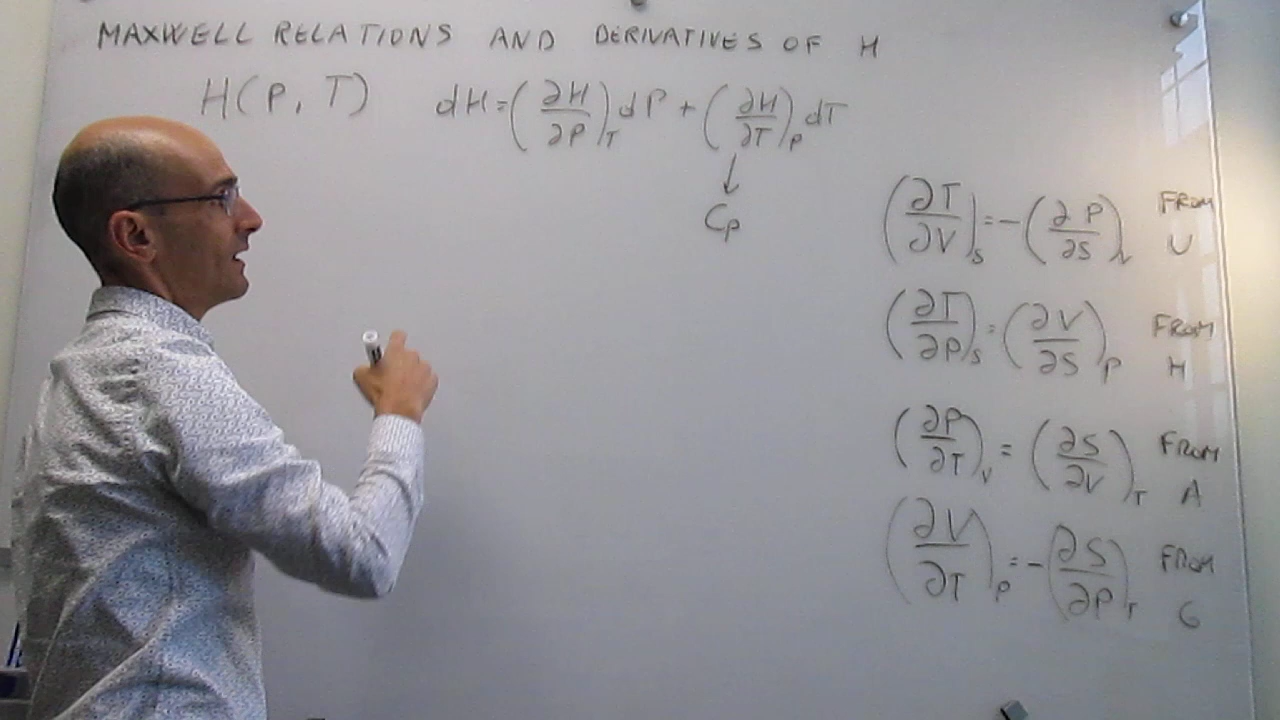 MAXWELL RELATIONS AND DERIVATIVES OF H
H(P, T) dH = (∂H/∂P)_T dP + (∂H/∂T)_P dT
↓
C_P
(∂T/∂V)_S = -(∂P/∂S)_V FROM U
(∂T/∂P)_S = (∂V/∂S)_P FROM H
(∂P/∂T)_V = (∂S/∂V)_T FROM A
(∂V/∂T)_P = -(∂S/∂P)_T FROM G